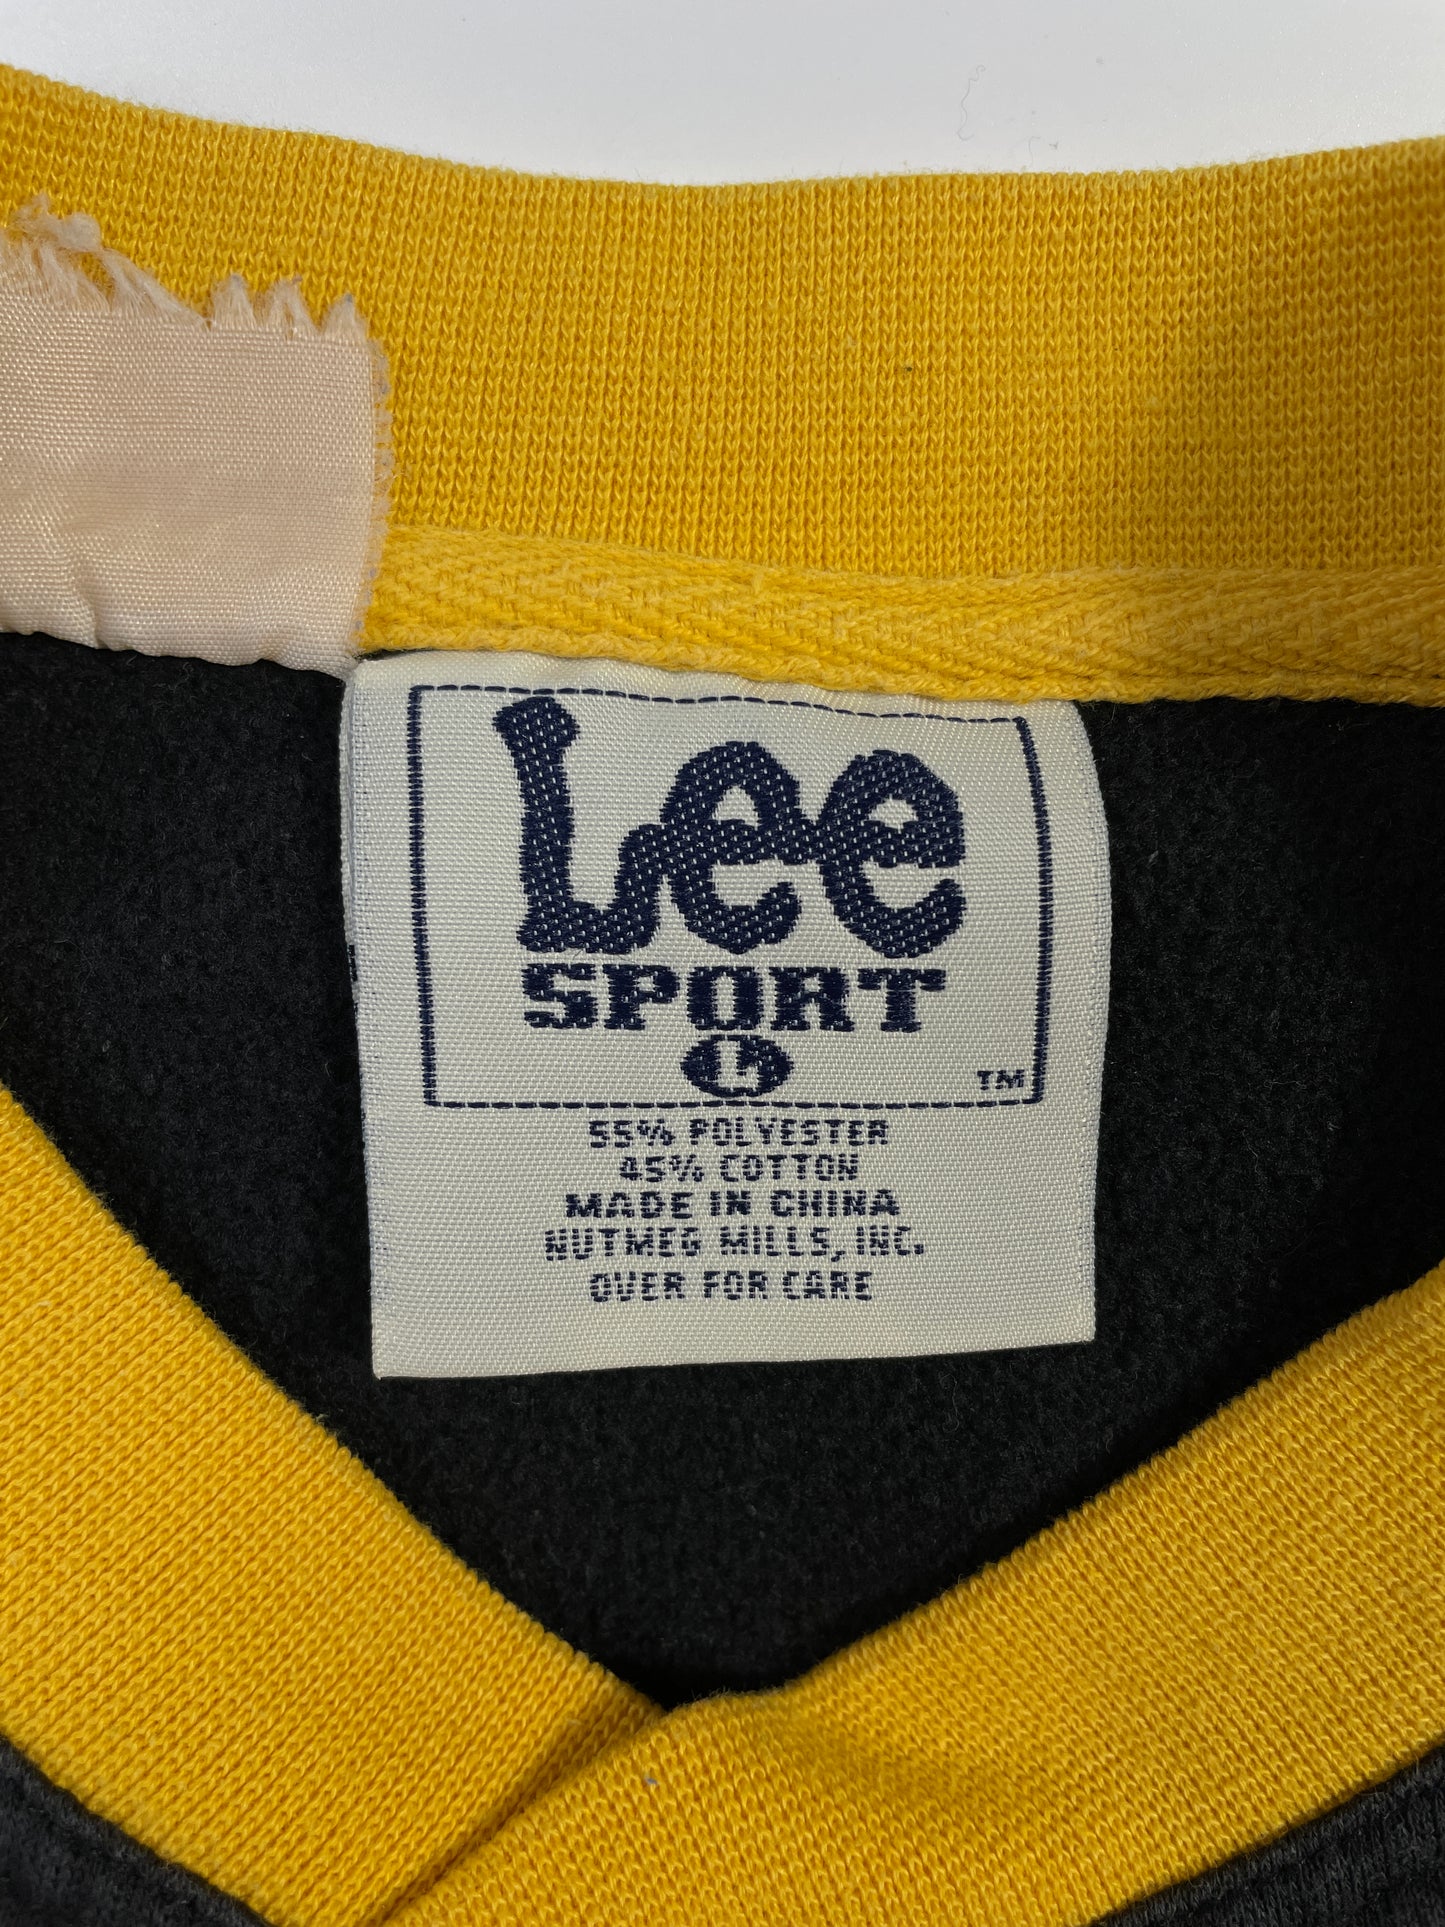 Lee
SPORT
L
TM
55% POLYESTER
45% COTTON
MADE IN CHINA
NUTMEG MILLS, INC.
OVER FOR CARE